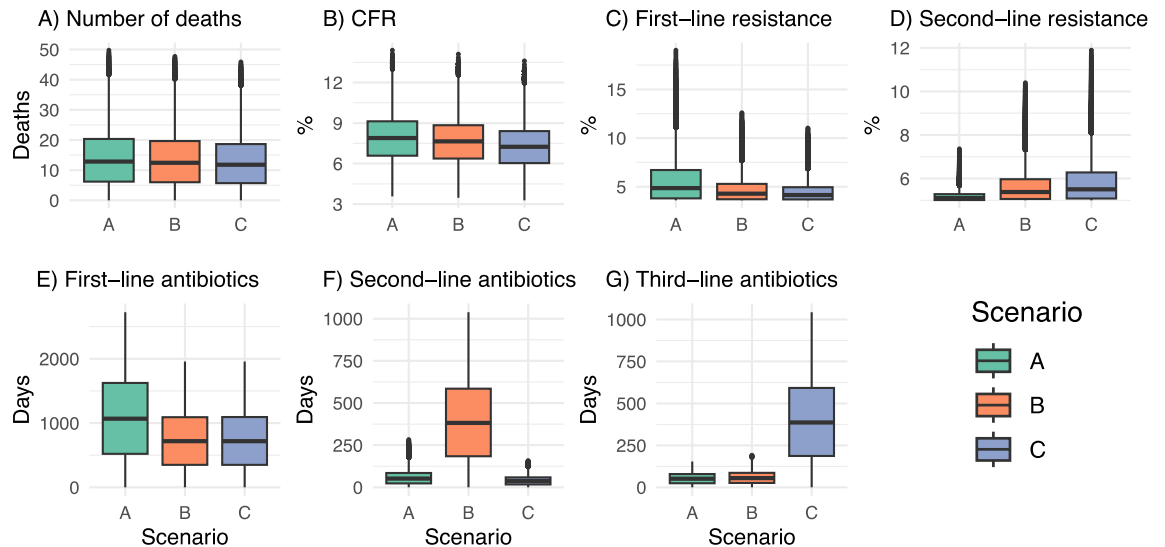 A) Number of deaths
B) CFR
C) First−line resistance
D) Second−line resistance
Deaths
50
40
30
20
10
0
A B C
%
12
9
6
3
A B C
%
15
10
5
A B C
%
12
10
8
6
A B C
E) First−line antibiotics
F) Second−line antibiotics
G) Third−line antibiotics
Days
2000
1000
0
A B C
Scenario
Days
1000
750
500
250
0
A B C
Scenario
Days
1000
750
500
250
0
A B C
Scenario
Scenario
A
B
C